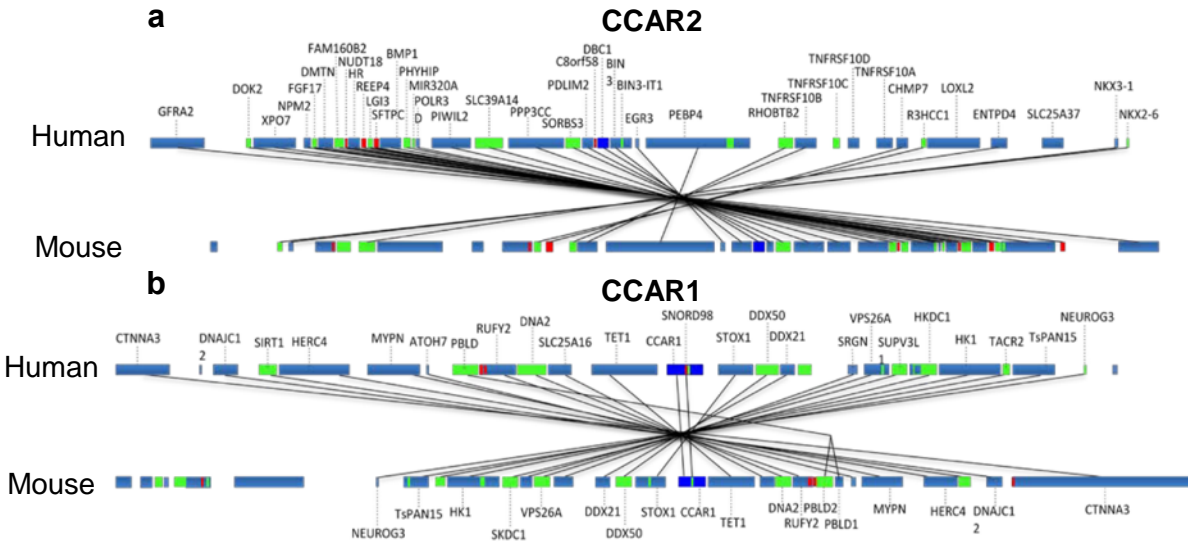 a
CCAR2
FAM160B2
NUDT18
DMTN
HR
FGF17
REEP4
NPM2
LGI3
DOK2
XPO7
SFTPC
GFRA2
BMP1
PHYHIP
MIR320A
POLR3
D
PIWIL2
SLC39A14
PPP3CC
SORBS3
PDLIM2
C8orf58
DBC1
BIN
3
BIN3-IT1
EGR3
PEBP4
RHOBTB2
TNFRSF10B
TNFRSF10C
TNFRSF10D
TNFRSF10A
CHMP7
R3HCC1
LOXL2
ENTPD4
SLC25A37
NKX3-1
NKX2-6
Human
Mouse
b
CCAR1
CTNNA3
DNAJC1
2
SIRT1
HERC4
MYPN
ATOH7
PBLD
RUFY2
DNA2
SLC25A16
TET1
CCAR1
SNORD98
STOX1
DDX50
DDX21
SRGN
VPS26A
SUPV3L
1
HKDC1
HK1
TACR2
TsPAN15
NEUROG3
Human
Mouse
NEUROG3
TsPAN15
HK1
SKDC1
VPS26A
DDX21
DDX50
STOX1
CCAR1
TET1
DNA2
RUFY2
PBLD2
PBLD1
MYPN
HERC4
DNAJC1
2
CTNNA3